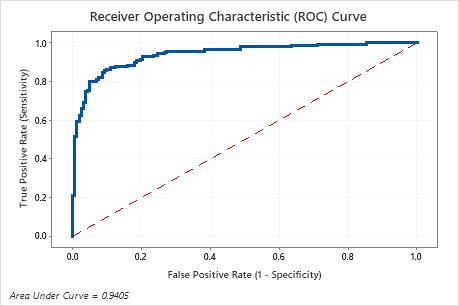 Receiver Operating Characteristic (ROC) Curve
1.0
0.8
0.6
0.4
0.2
0.0
True Positive Rate (Sensitivity)
0.0 0.2 0.4 0.6 0.8 1.0
False Positive Rate (1 - Specificity)
Area Under Curve = 0.9405